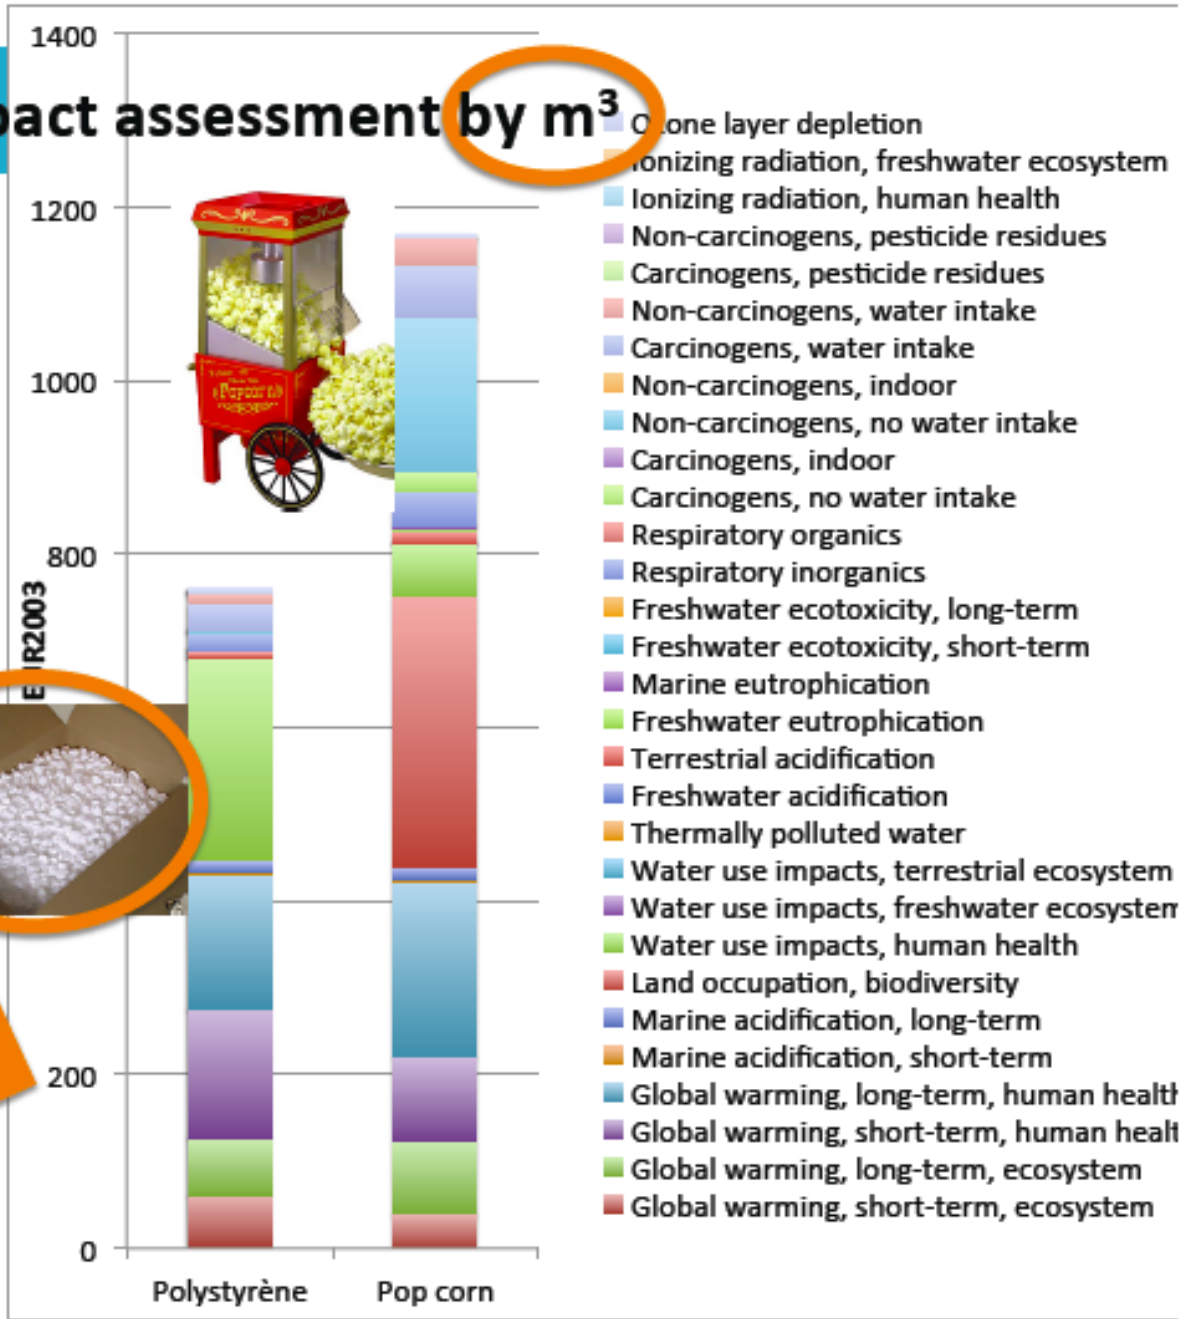 1400
pact assessment by m³
1200
1000
800
200
0
EUR2003
Popcorn
Polystyrène
Pop corn
Ozone layer depletion
Ionizing radiation, freshwater ecosystem
Ionizing radiation, human health
Non-carcinogens, pesticide residues
Carcinogens, pesticide residues
Non-carcinogens, water intake
Carcinogens, water intake
Non-carcinogens, indoor
Non-carcinogens, no water intake
Carcinogens, indoor
Carcinogens, no water intake
Respiratory organics
Respiratory inorganics
Freshwater ecotoxicity, long-term
Freshwater ecotoxicity, short-term
Marine eutrophication
Freshwater eutrophication
Terrestrial acidification
Freshwater acidification
Thermally polluted water
Water use impacts, terrestrial ecosystem
Water use impacts, freshwater ecosystem
Water use impacts, human health
Land occupation, biodiversity
Marine acidification, long-term
Marine acidification, short-term
Global warming, long-term, human health
Global warming, short-term, human healt
Global warming, long-term, ecosystem
Global warming, short-term, ecosystem